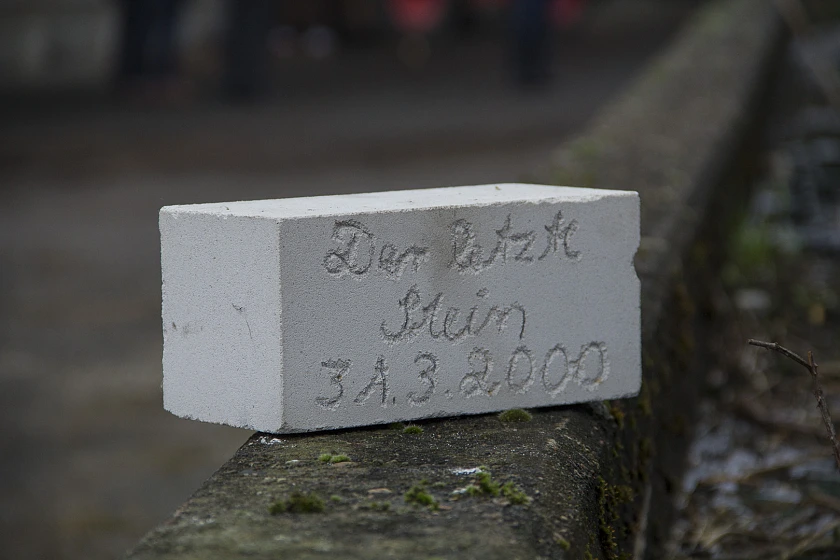 Der letzte
Stein
31.3.2000